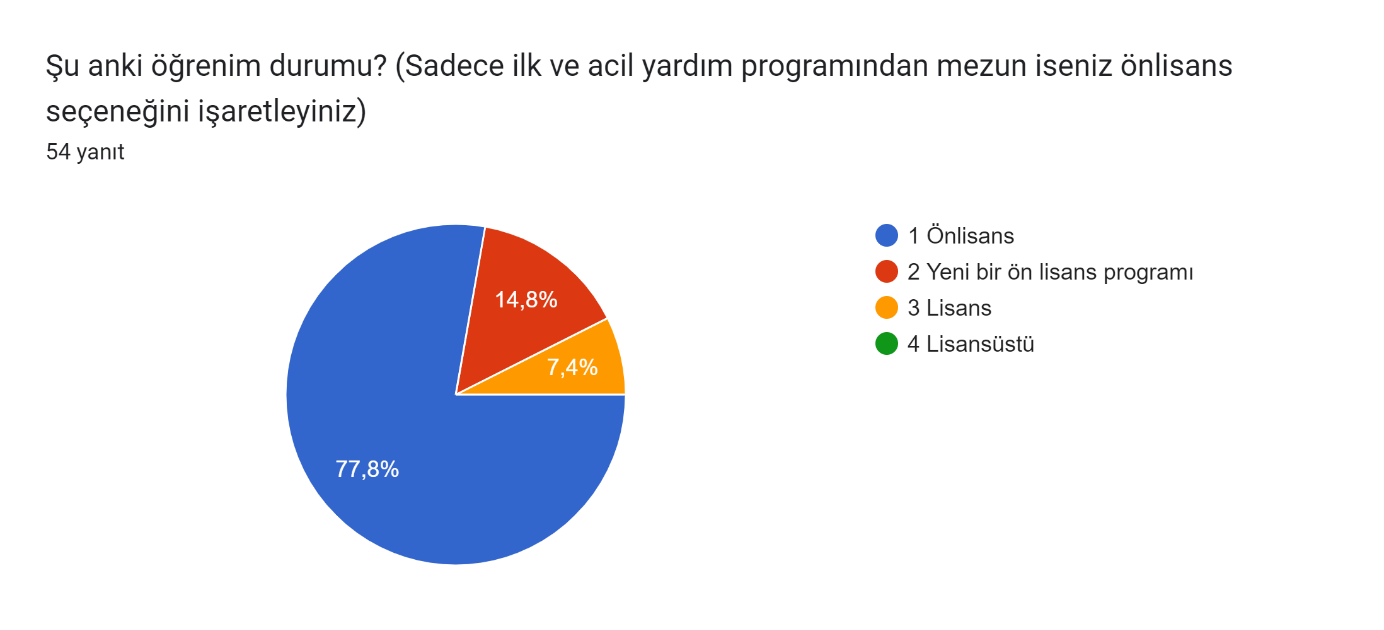 Şu anki öğrenim durumu? (Sadece ilk ve acil yardım programından mezun iseniz önlisans
seçeneğini işaretleyiniz)
54 yanıt
1 Önlisans
2 Yeni bir ön lisans programı
3 Lisans
4 Lisansüstü
14,8%
7,4%
77,8%